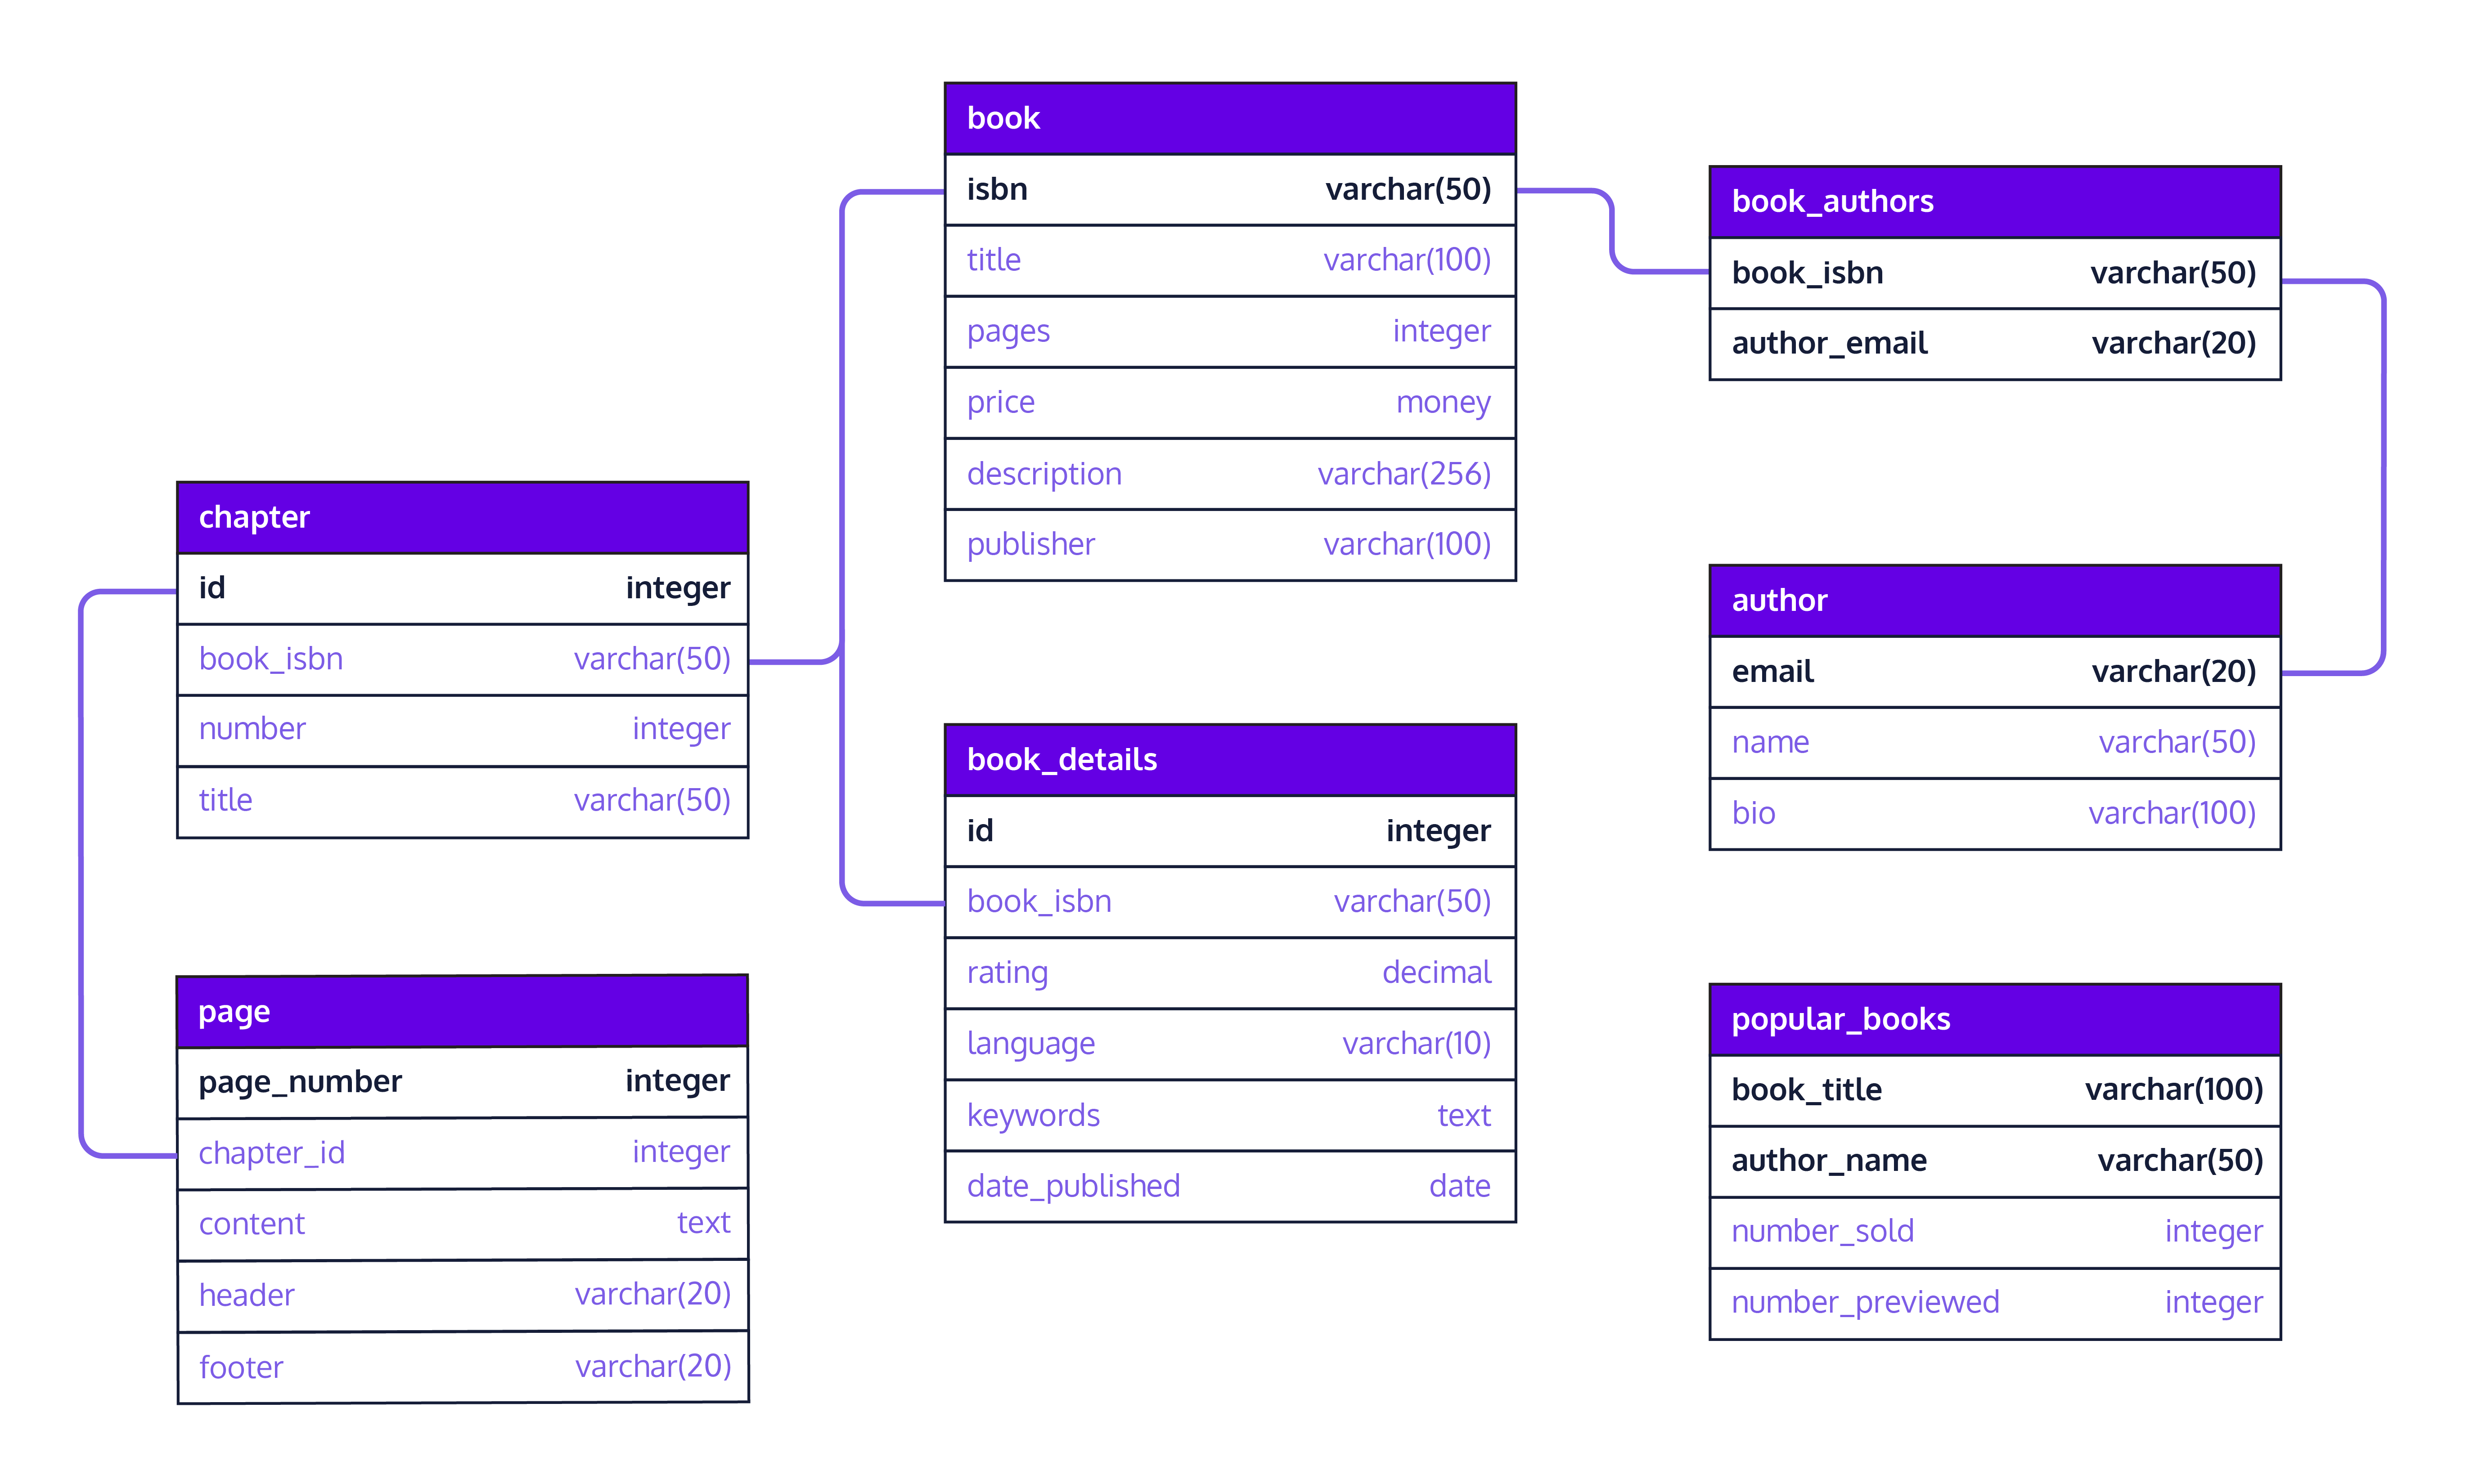 book
isbn varchar(50)
title varchar(100)
pages integer
price money
description varchar(256)
publisher varchar(100)
book_authors
book_isbn varchar(50)
author_email varchar(20)
chapter
id integer
book_isbn varchar(50)
number integer
title varchar(50)
author
email varchar(20)
name varchar(50)
bio varchar(100)
book_details
id integer
book_isbn varchar(50)
rating decimal
language varchar(10)
keywords text
date_published date
page
page_number integer
chapter_id integer
content text
header varchar(20)
footer varchar(20)
popular_books
book_title varchar(100)
author_name varchar(50)
number_sold integer
number_previewed integer